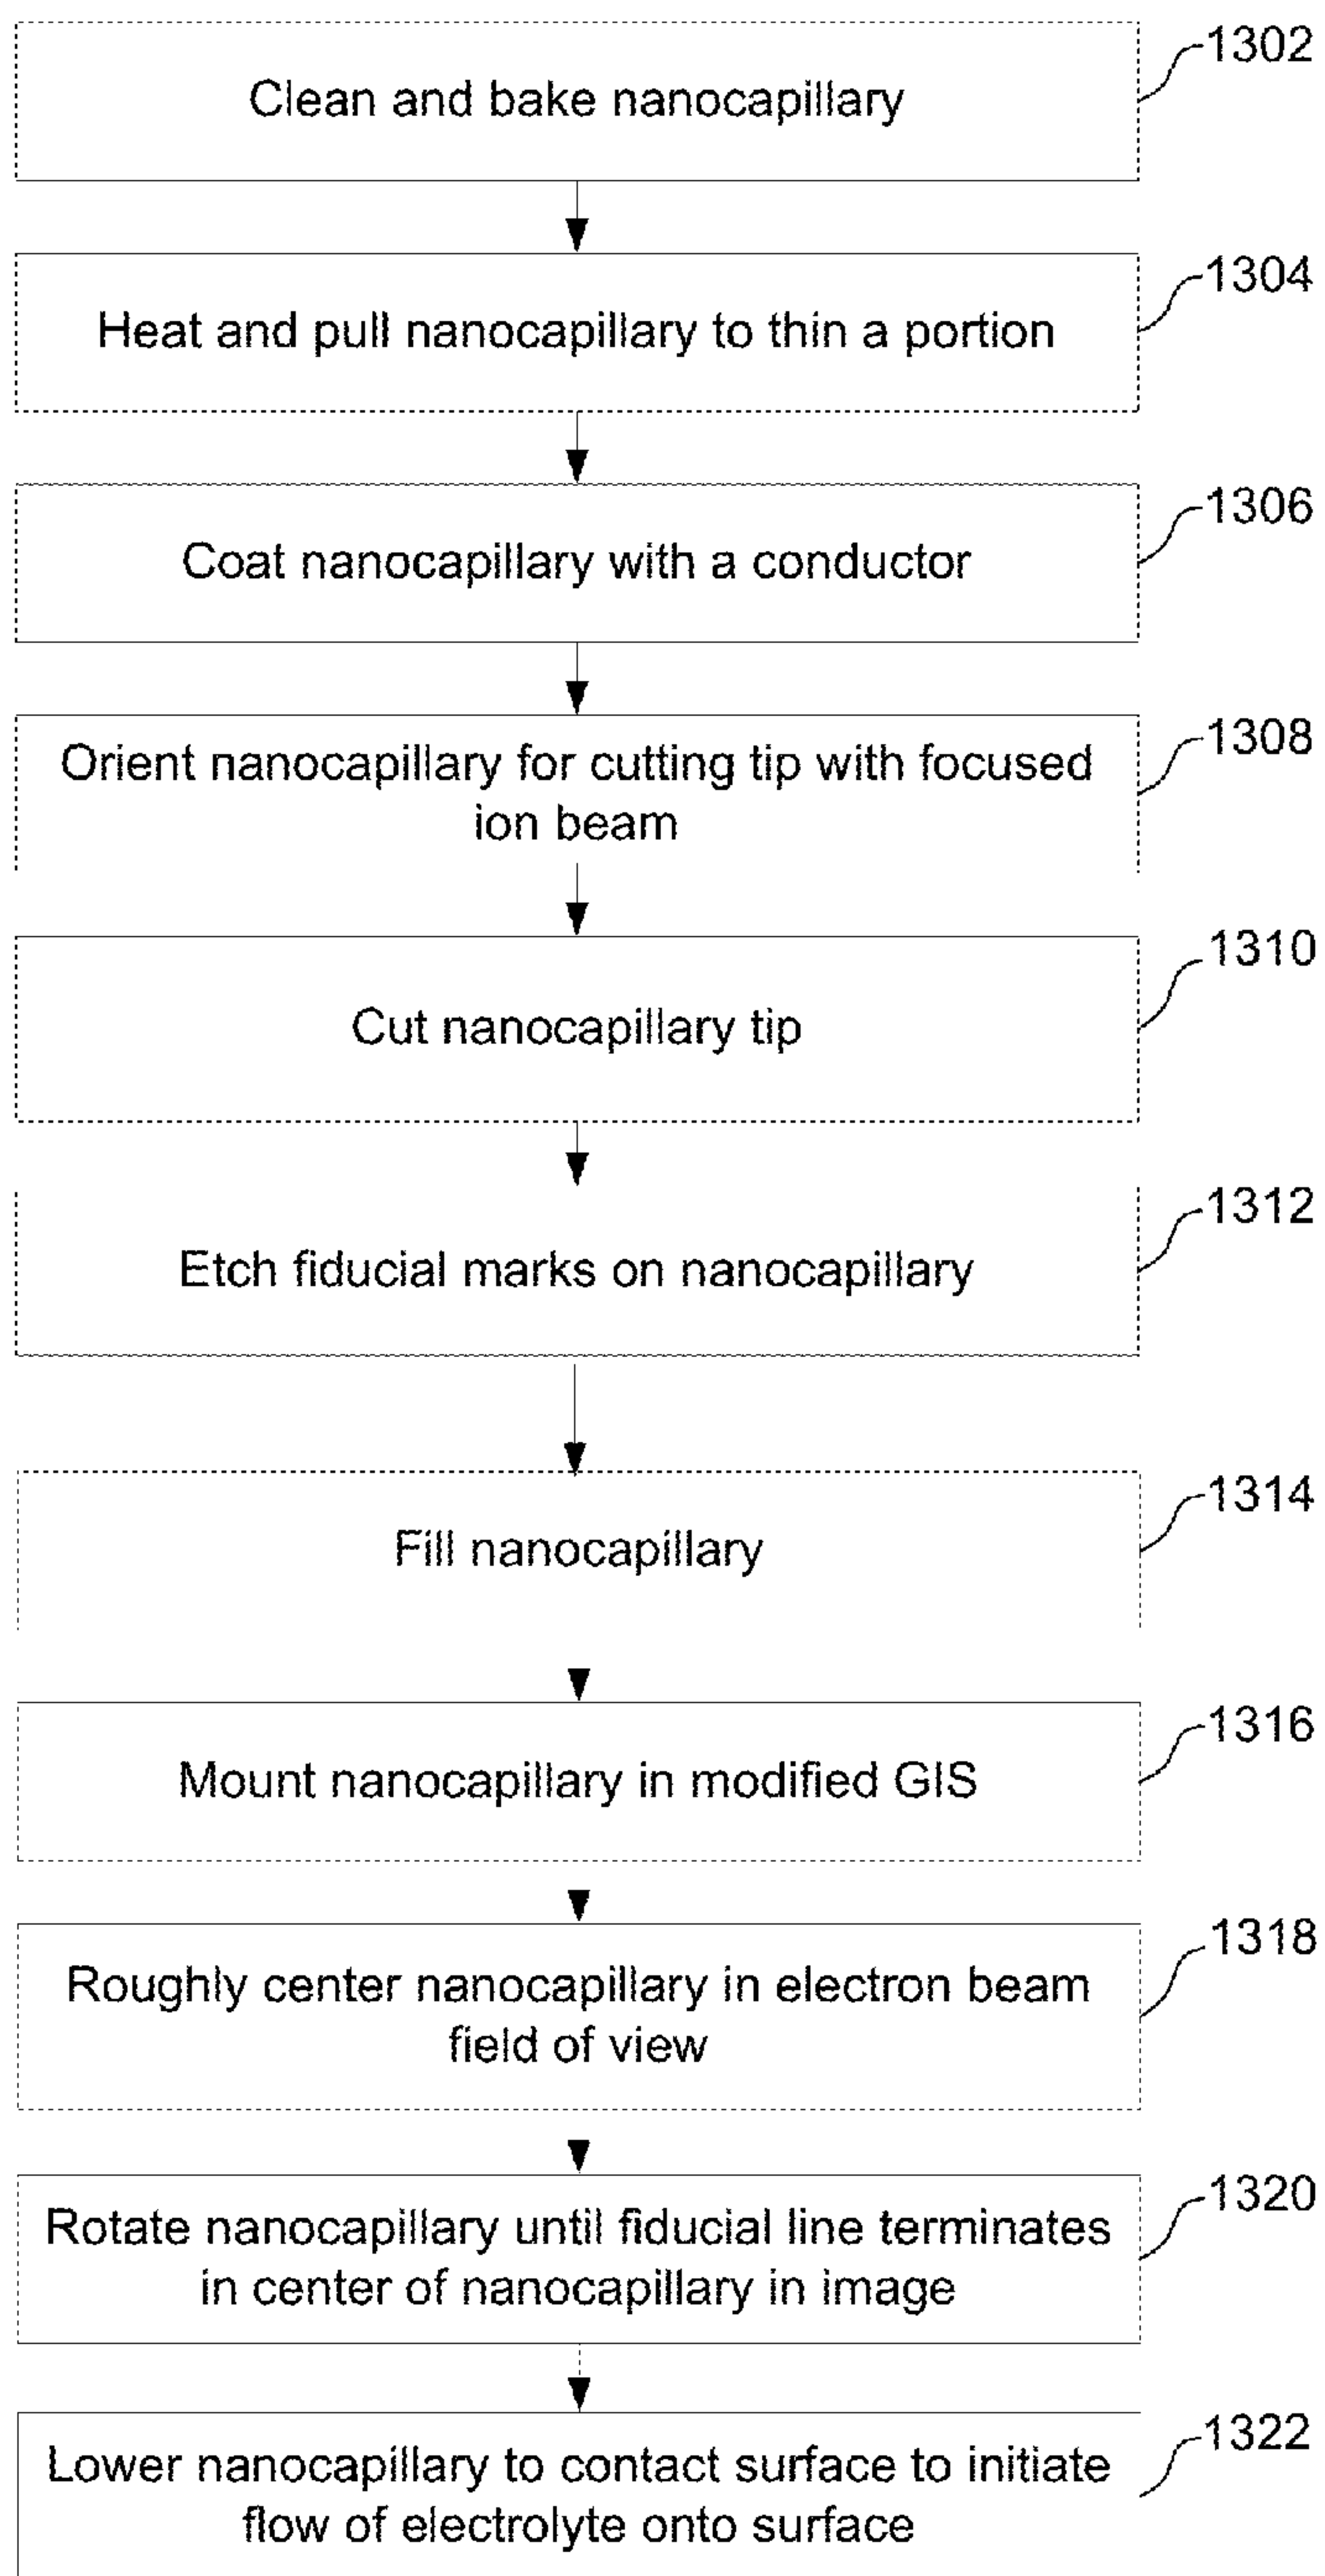 1302
Clean and bake nanocapillary
1304
Heat and pull nanocapillary to thin a portion
1306
Coat nanocapillary with a conductor
1308
Orient nanocapillary for cutting tip with focused
ion beam
1310
Cut nanocapillary tip
1312
Etch fiducial marks on nanocapillary
1314
Fill nanocapillary
1316
Mount nanocapillary in modified GIS
1318
Roughly center nanocapillary in electron beam
field of view
1320
Rotate nanocapillary until fiducial line terminates
in center of nanocapillary in image
1322
Lower nanocapillary to contact surface to initiate
flow of electrolyte onto surface